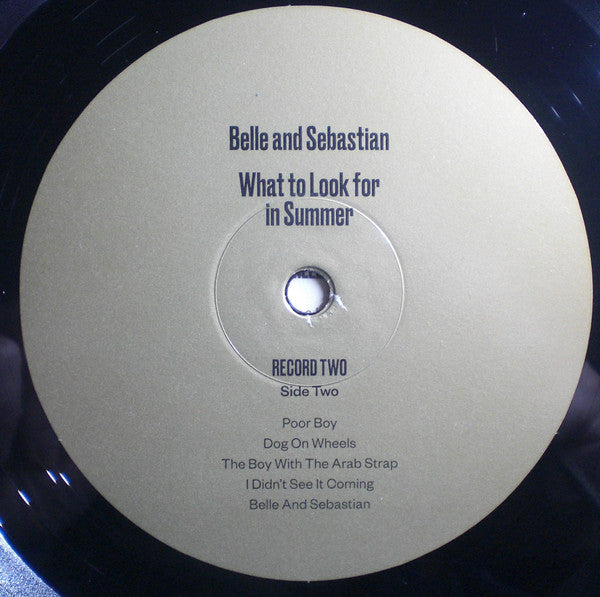 Belle and Sebastian
What to Look for
in Summer
RECORD TWO
Side Two
Poor Boy
Dog On Wheels
The Boy With The Arab Strap
I Didn't See It Coming
Belle And Sebastian